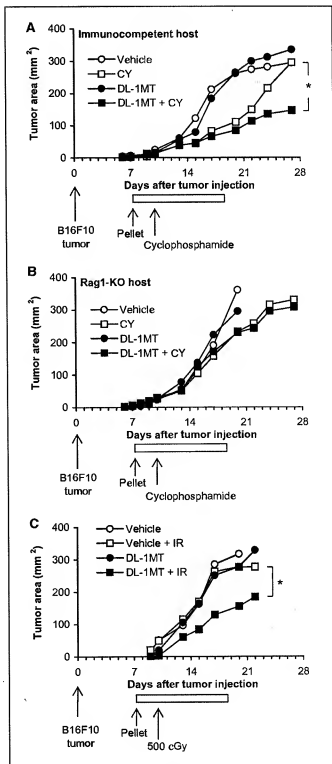 A
Immunocompetent host
Vehicle
CY
DL-1MT
DL-1MT + CY
*
Tumor area (mm 2)
400
300
200
100
0
0 7 14 21 28
Days after tumor injection
B16F10
tumor
Pellet
Cyclophosphamide
B
Rag1-KO host
Vehicle
CY
DL-1MT
DL-1MT + CY
Tumor area (mm 2)
400
300
200
100
0
0 7 14 21 28
Days after tumor injection
B16F10
tumor
Pellet
Cyclophosphamide
C
Vehicle
Vehicle + IR
DL-1MT
DL-1MT + IR
*
Tumor area (mm 2)
400
300
200
100
0
0 7 14 21 28
Days after tumor injection
B16F10
tumor
Pellet
500 cGy